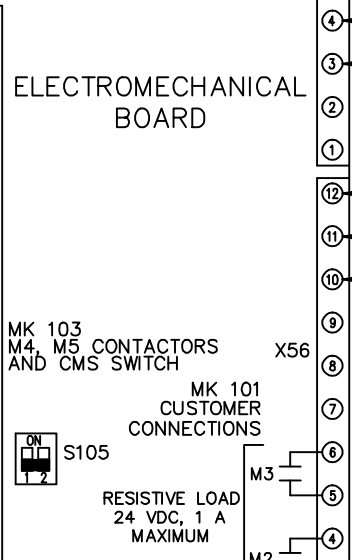 4
3
ELECTROMECHANICAL
BOARD
2
1
12
11
10
9
MK 103
M4, M5 CONTACTORS
AND CMS SWITCH
X56
8
MK 101
CUSTOMER
CONNECTIONS
7
ON
1 2
S105
6
M3
5
RESISTIVE LOAD
24 VDC, 1 A
MAXIMUM
4
M2